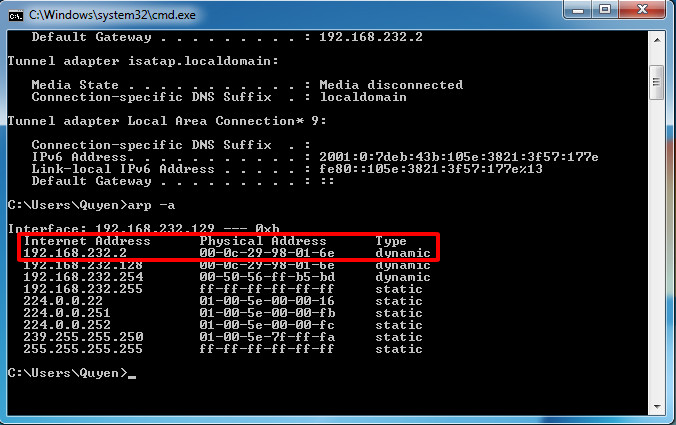 C:\Windows\system32\cmd.exe
Default Gateway . . . . . . . . . : 192.168.232.2
Tunnel adapter isatap.localdomain:
Media State . . . . . . . . . . . : Media disconnected
Connection-specific DNS Suffix  . : localdomain
Tunnel adapter Local Area Connection* 9:
Connection-specific DNS Suffix  . :
IPv6 Address. . . . . . . . . . . : 2001:0:7deb:43b:105e:3821:3f57:177e
Link-local IPv6 Address . . . . . : fe80::105e:3821:3f57:177e%13
Default Gateway . . . . . . . . . : ::
C:\Users\Quyen>arp -a
Interface: 192.168.232.129 --- 0xb
Internet Address      Physical Address      Type
192.168.232.2         00-0c-29-98-01-6e     dynamic
192.168.232.128       00-0c-29-98-01-6e     dynamic
192.168.232.254       00-50-56-ff-b5-bd     dynamic
192.168.232.255       ff-ff-ff-ff-ff-ff     static
224.0.0.22            01-00-5e-00-00-16     static
224.0.0.251           01-00-5e-00-00-fb     static
224.0.0.252           01-00-5e-00-00-fc     static
239.255.255.250       01-00-5e-7f-ff-fa     static
255.255.255.255       ff-ff-ff-ff-ff-ff     static
C:\Users\Quyen>_